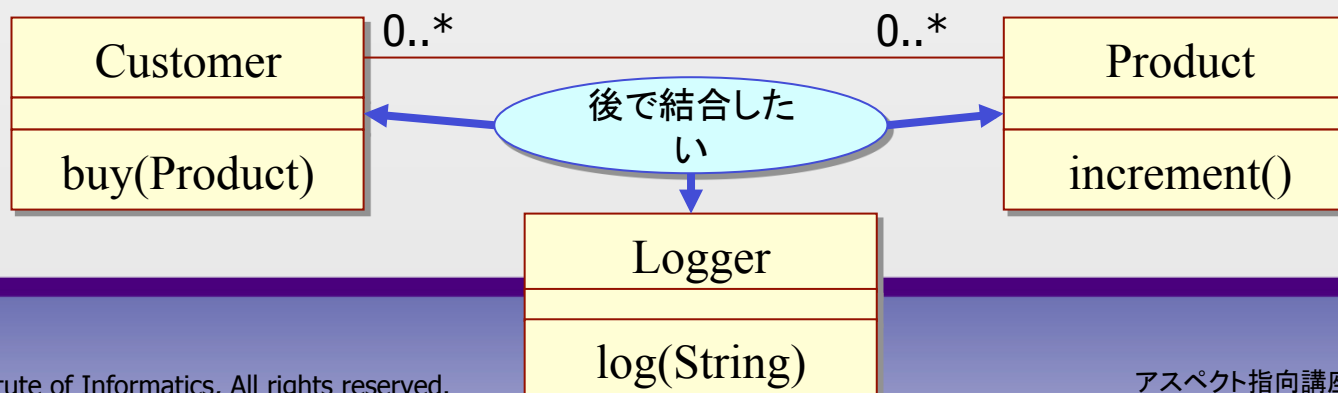 0..*
0..*
Customer
Product
後で結合した
い
buy(Product)
increment()
Logger
log(String)
of Informatics. All rights reserved.
アスペクト指向講座